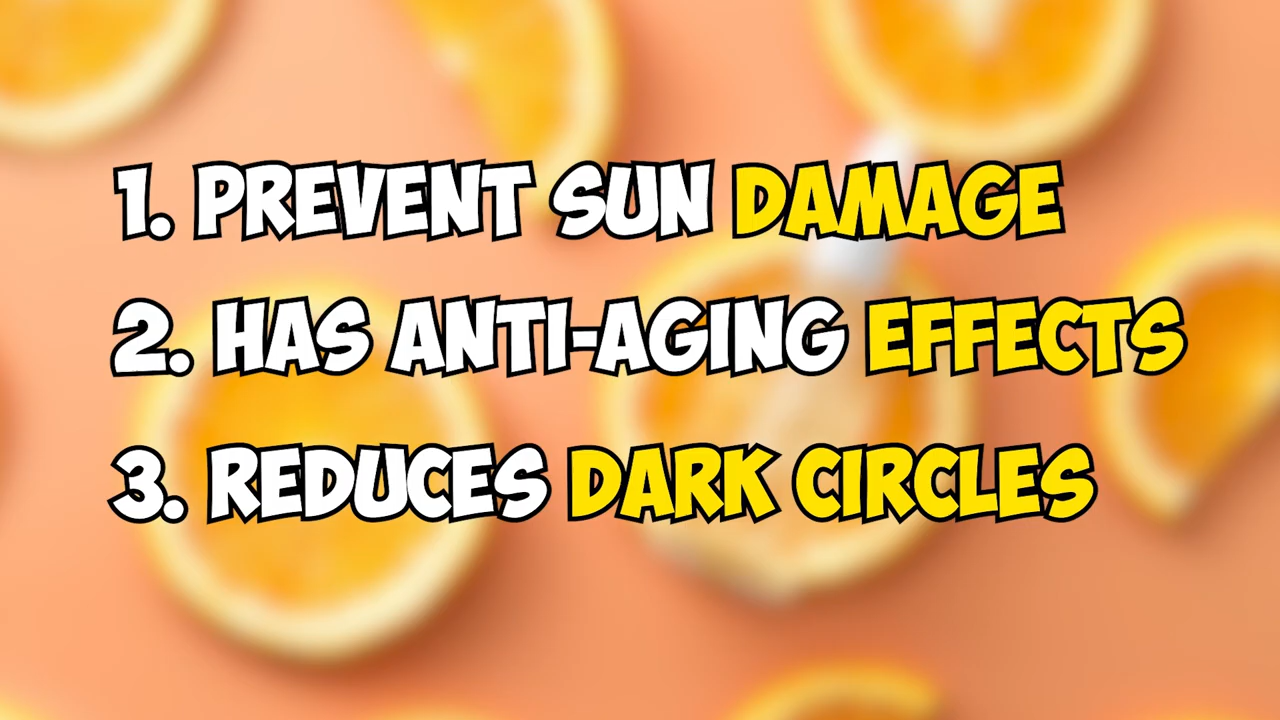 1. PREVENT SUN DAMAGE
2. HAS ANTI-AGING EFFECTS
3. REDUCES DARK CIRCLES